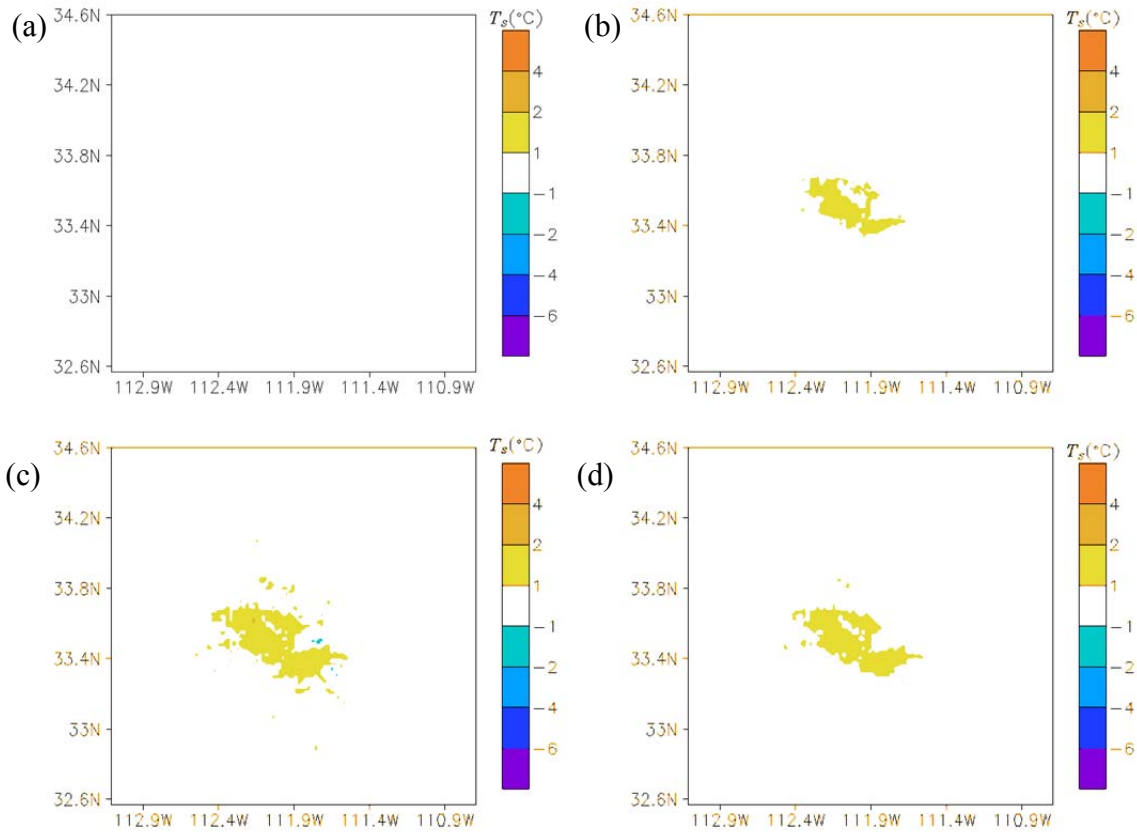 (a)
34.6N
34.2N
33.8N
33.4N
33N
32.6N
112.9W 112.4W 111.9W 111.4W 110.9W
Ts(°C)
4
2
1
−1
−2
−4
−6
(b)
34.6N
34.2N
33.8N
33.4N
33N
32.6N
112.9W 112.4W 111.9W 111.4W 110.9W
Ts(°C)
4
2
1
−1
−2
−4
−6
(c)
34.6N
34.2N
33.8N
33.4N
33N
32.6N
112.9W 112.4W 111.9W 111.4W 110.9W
Ts(°C)
4
2
1
−1
−2
−4
−6
(d)
34.6N
34.2N
33.8N
33.4N
33N
32.6N
112.9W 112.4W 111.9W 111.4W 110.9W
Ts(°C)
4
2
1
−1
−2
−4
−6